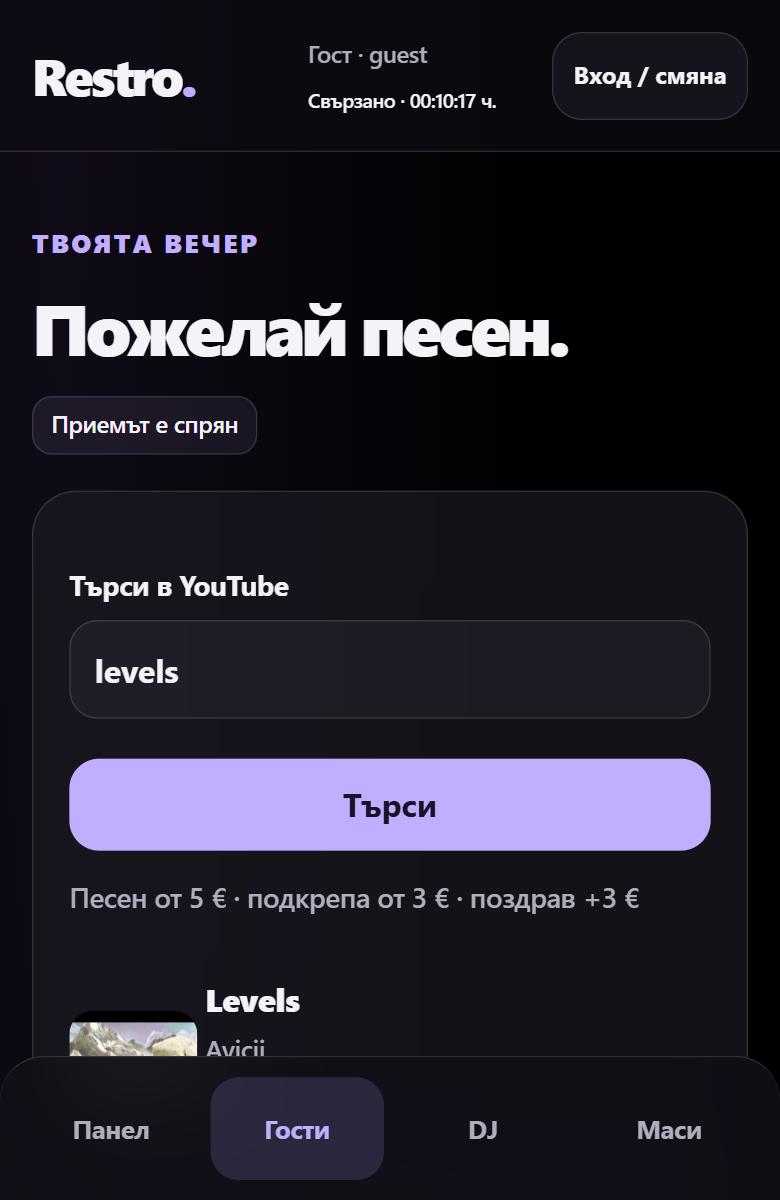 Restro.
Гост · guest
Свързано · 00:10:17 ч.
Вход / смяна
ТВОЯТА ВЕЧЕР
Пожелай песен.
Приемът е спрян
Търси в YouTube
levels
Търси
Песен от 5 € · подкрепа от 3 € · поздрав +3 €
Levels
Avicii
Панел
Гости
DJ
Маси